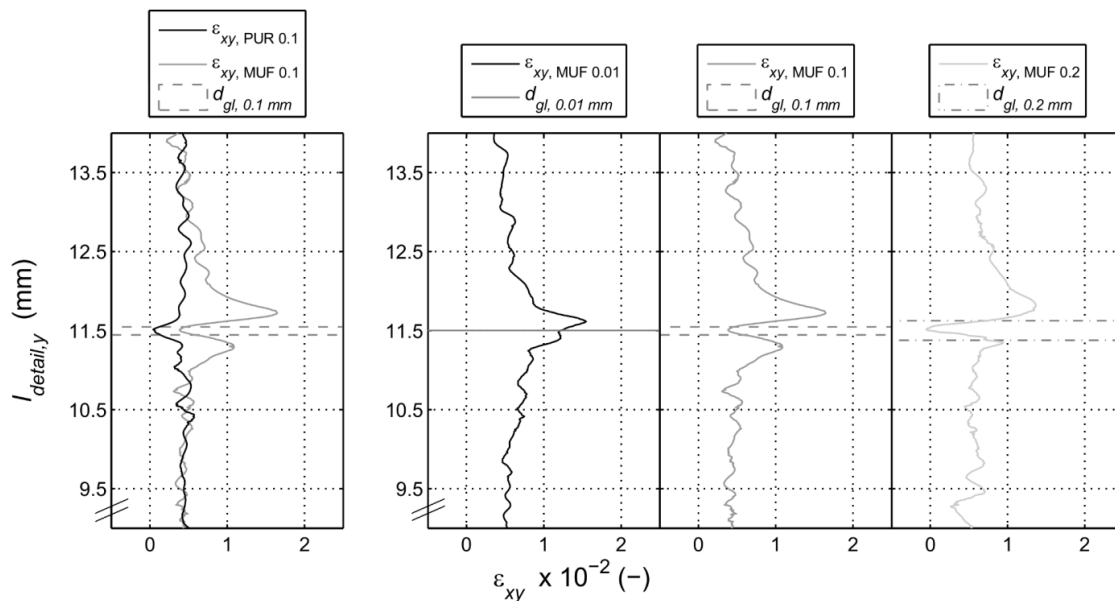 ε_xy, PUR 0.1
ε_xy, MUF 0.1
d_gl, 0.1 mm
ε_xy, MUF 0.01
d_gl, 0.01 mm
ε_xy, MUF 0.1
d_gl, 0.1 mm
ε_xy, MUF 0.2
d_gl, 0.2 mm
l_detail,y (mm)
13.5
12.5
11.5
10.5
9.5
0 1 2
13.5
12.5
11.5
10.5
9.5
0 1 2
0 1 2
0 1 2
ε_xy x 10⁻² (−)